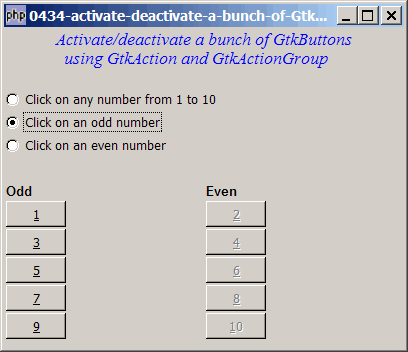 php 0434-activate-deactivate-a-bunch-of-Gtk...
Activate/deactivate a bunch of GtkButtons
using GtkAction and GtkActionGroup
Click on any number from 1 to 10
Click on an odd number
Click on an even number
Odd Even
1 2
3 4
5 6
7 8
9 10